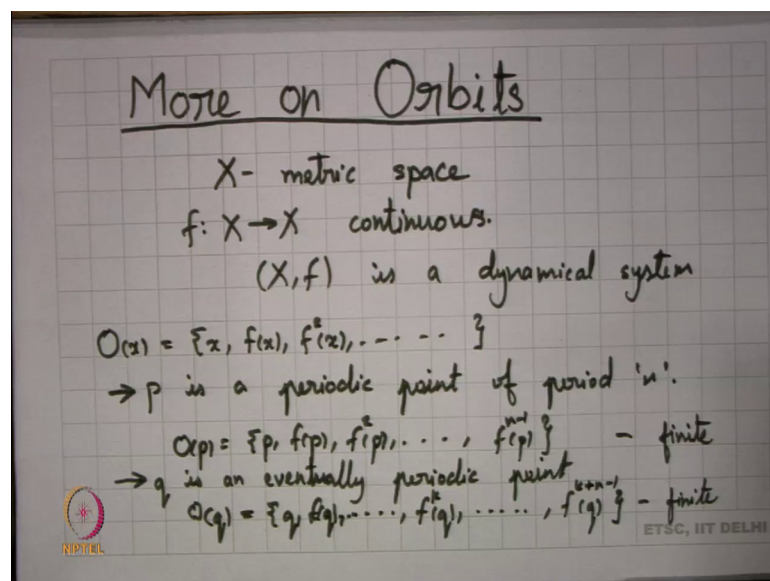 More on Orbits
X- metric space
f: X → X continuous.
(X, f) is a dynamical system
O(x) = {x, f(x), f²(x), ...... }
→ p is a periodic point of period 'n'.
O(p) = {p, f(p), f²(p), ...., fⁿ⁻¹(p)} - finite
→ q is an eventually periodic point
O(q) = {q, f(q), ....., fᵏ(q), ....., fᵏ⁺ⁿ⁻¹(q)} - finite
ETSC, IIT DELHI
NPTEL